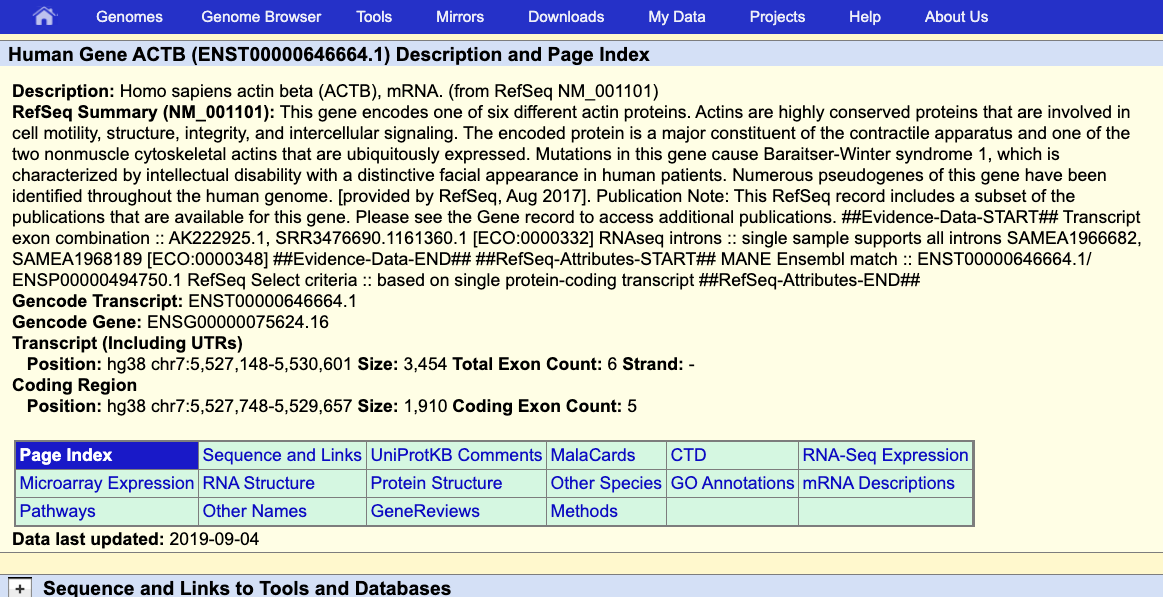 Genomes Genome Browser Tools Mirrors Downloads My Data Projects Help About Us
Human Gene ACTB (ENST00000646664.1) Description and Page Index
Description: Homo sapiens actin beta (ACTB), mRNA. (from RefSeq NM_001101)
RefSeq Summary (NM_001101): This gene encodes one of six different actin proteins. Actins are highly conserved proteins that are involved in
cell motility, structure, integrity, and intercellular signaling. The encoded protein is a major constituent of the contractile apparatus and one of the
two nonmuscle cytoskeletal actins that are ubiquitously expressed. Mutations in this gene cause Baraitser-Winter syndrome 1, which is
characterized by intellectual disability with a distinctive facial appearance in human patients. Numerous pseudogenes of this gene have been
identified throughout the human genome. [provided by RefSeq, Aug 2017]. Publication Note: This RefSeq record includes a subset of the
publications that are available for this gene. Please see the Gene record to access additional publications. ##Evidence-Data-START## Transcript
exon combination :: AK222925.1, SRR3476690.1161360.1 [ECO:0000332] RNAseq introns :: single sample supports all introns SAMEA1966682,
SAMEA1968189 [ECO:0000348] ##Evidence-Data-END## ##RefSeq-Attributes-START## MANE Ensembl match :: ENST00000646664.1/
ENSP00000494750.1 RefSeq Select criteria :: based on single protein-coding transcript ##RefSeq-Attributes-END##
Gencode Transcript: ENST00000646664.1
Gencode Gene: ENSG00000075624.16
Transcript (Including UTRs)
Position: hg38 chr7:5,527,148-5,530,601 Size: 3,454 Total Exon Count: 6 Strand: -
Coding Region
Position: hg38 chr7:5,527,748-5,529,657 Size: 1,910 Coding Exon Count: 5
Page Index Sequence and Links UniProtKB Comments MalaCards CTD RNA-Seq Expression
Microarray Expression RNA Structure Protein Structure Other Species GO Annotations mRNA Descriptions
Pathways Other Names GeneReviews Methods
Data last updated: 2019-09-04
+ Sequence and Links to Tools and Databases